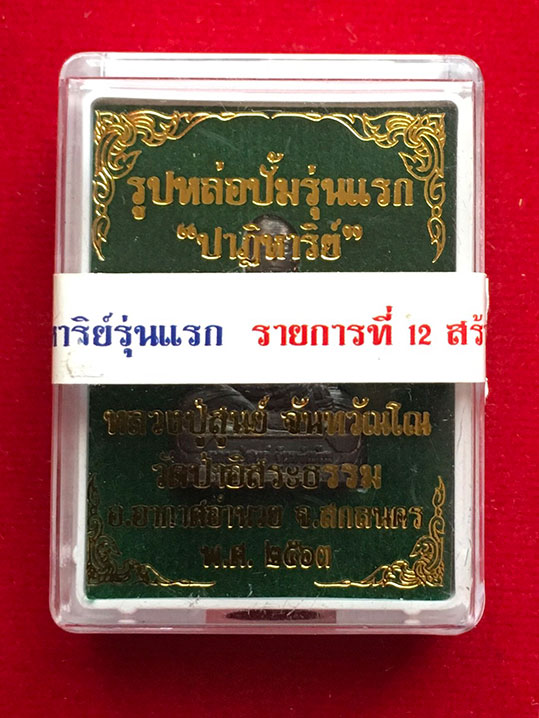 รูปหล่อปั๊มรุ่นแรก
“ปาฏิหาริย์”
าริย์รุ่นแรก รายการที่ 12 สร้
หลวงปู่สูนย์ จันทวัณโณ
วัดป่าอิสระธรรม
อ.อากาศอำนวย จ.สกลนคร
พ.ศ. ๒๕๖๓